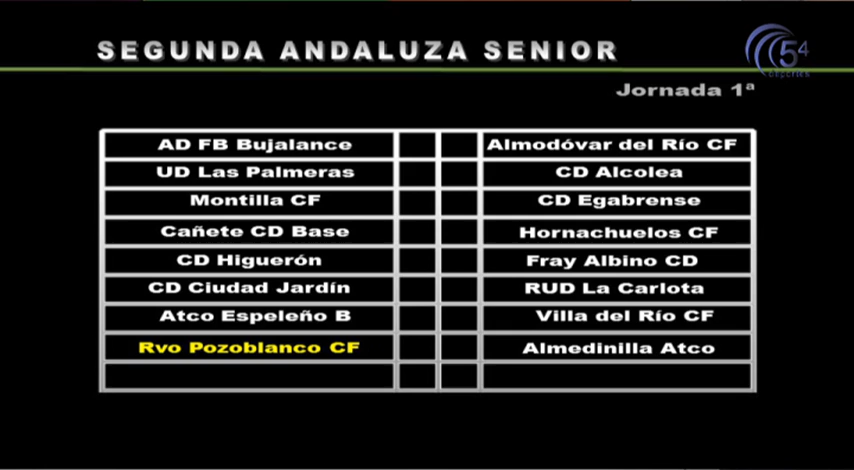 SEGUNDA ANDALUZA SENIOR
54
deportes
Jornada 1ª
AD FB Bujalance Almodóvar del Río CF
UD Las Palmeras CD Alcolea
Montilla CF CD Egabrense
Cañete CD Base Hornachuelos CF
CD Higuerón Fray Albino CD
CD Ciudad Jardín RUD La Carlota
Atco Espeleño B Villa del Río CF
Rvo Pozoblanco CF Almedinilla Atco